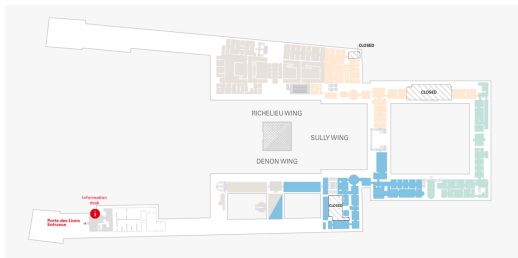 CLOSED
CLOSED
RICHELIEU WING
SULLY WING
DENON WING
Information
desk
i
CLOSED
Porte des Lions
Entrance